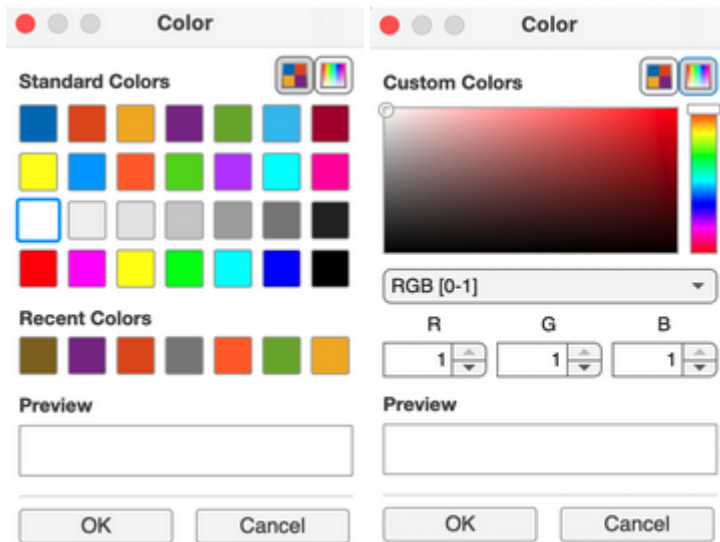 Color
Standard Colors
Recent Colors
Preview
OK Cancel
Color
Custom Colors
RGB [0-1]
R G B
1 1 1
Preview
OK Cancel